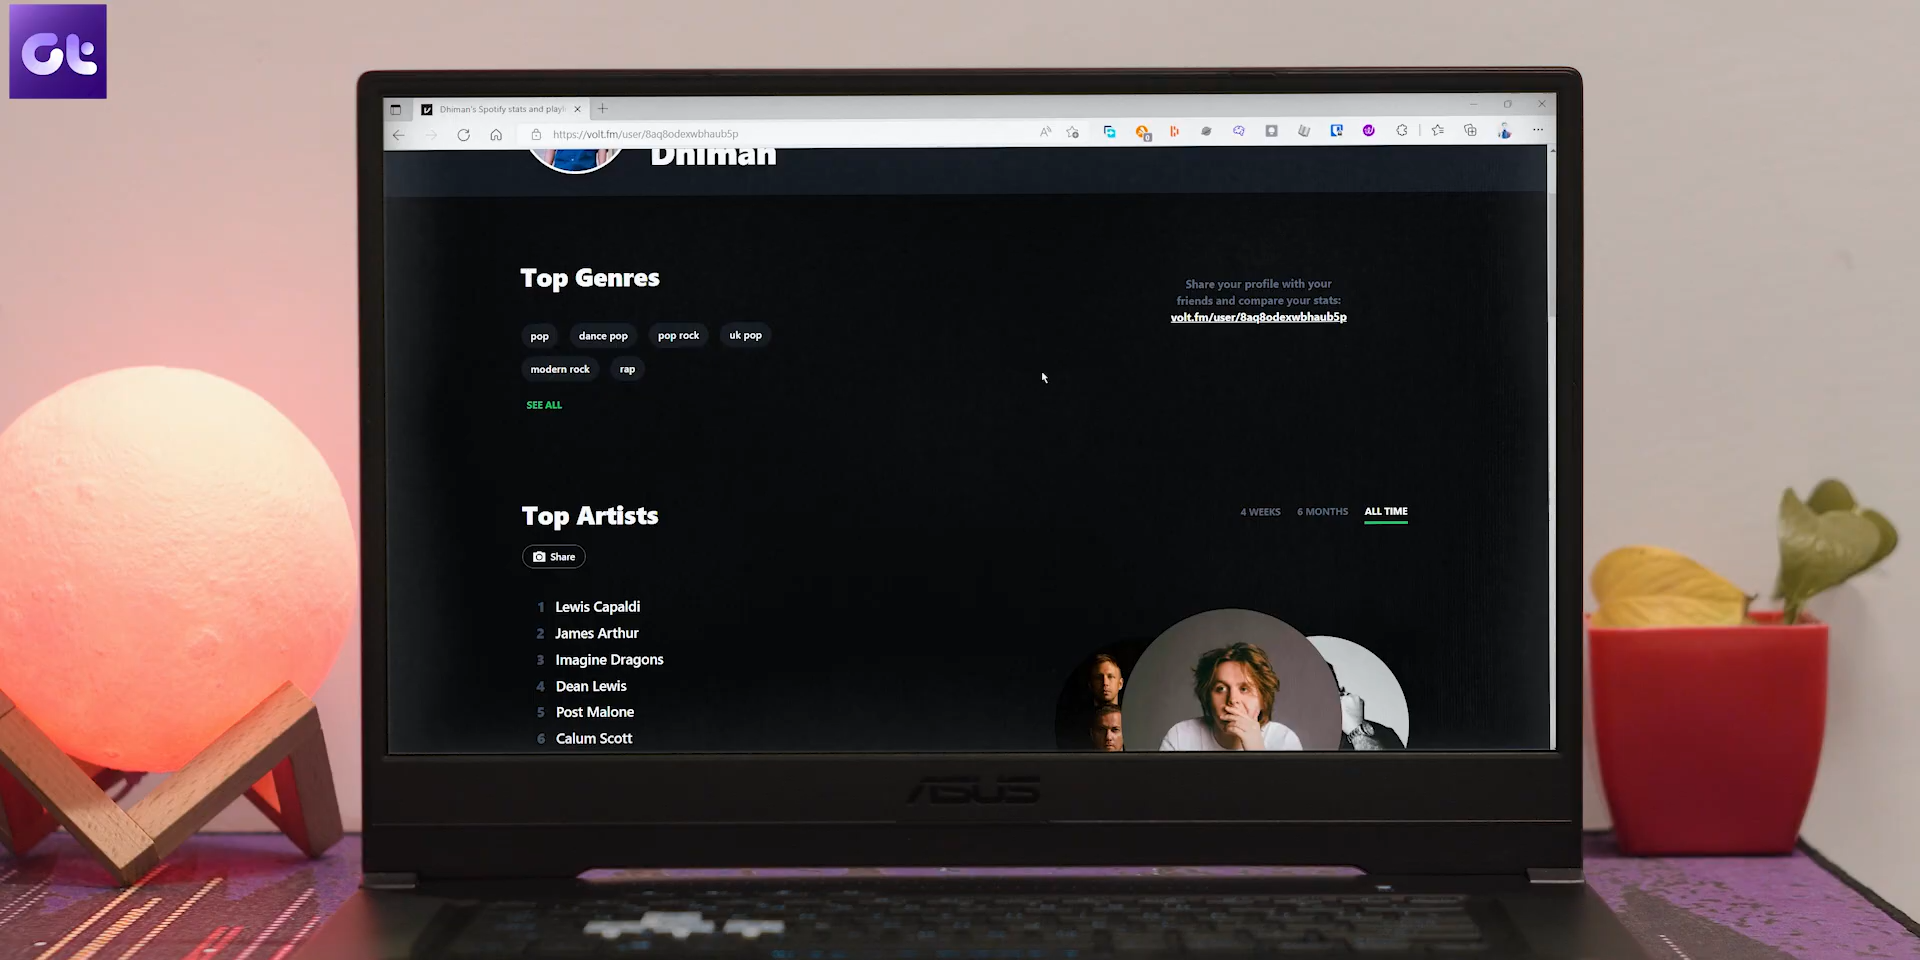 Gt
Dhiman's Spotify stats and playli
https://volt.fm/user/8aq8odexwbhaub5p
Dhiman
Top Genres
Share your profile with your
friends and compare your stats:
volt.fm/user/8aq8odexwbhaub5p
pop dance pop pop rock uk pop
modern rock rap
SEE ALL
Top Artists
4 WEEKS 6 MONTHS ALL TIME
Share
1 Lewis Capaldi
2 James Arthur
3 Imagine Dragons
4 Dean Lewis
5 Post Malone
6 Calum Scott
ASUS